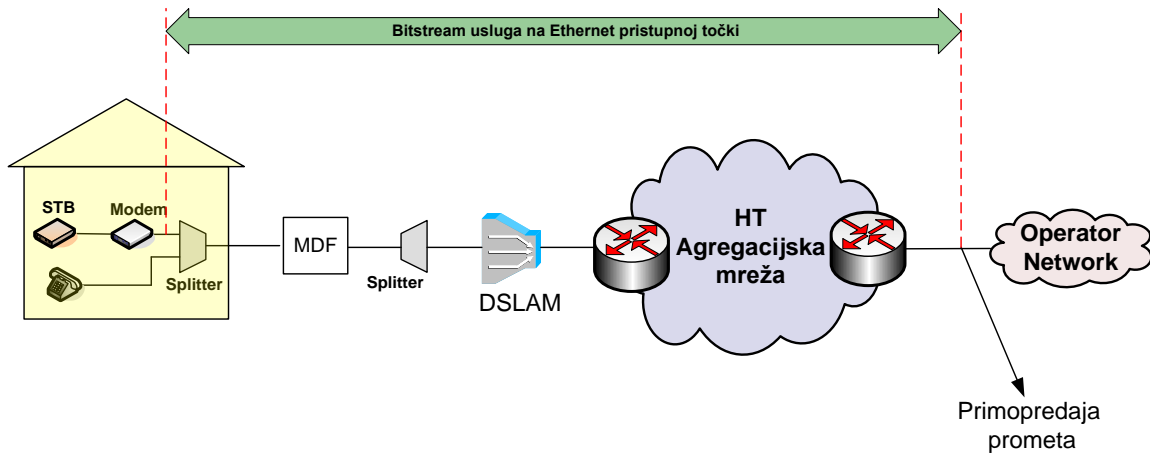 Bitstream usluga na Ethernet pristupnoj točki
STB
Modem
Splitter
MDF
Splitter
DSLAM
HT
Agregacijska
mreža
Operator
Network
Primopredaja
prometa